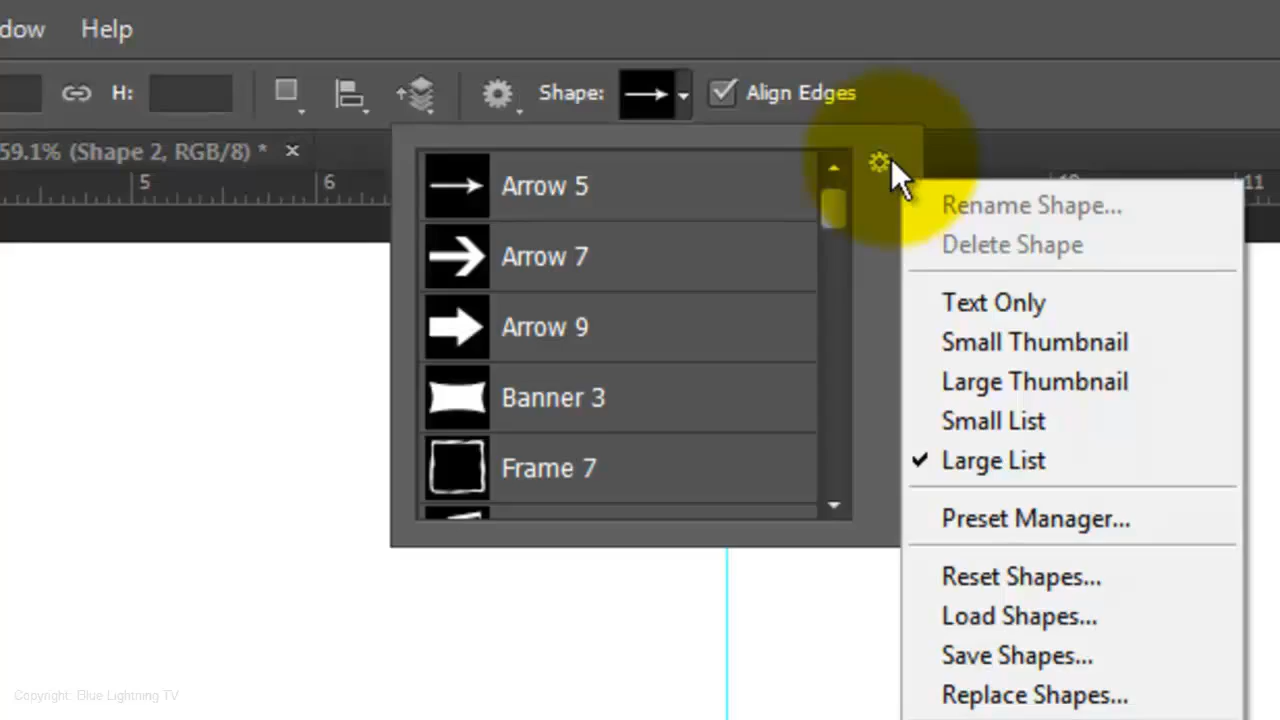 dow Help
H: Shape: Align Edges
59.1% (Shape 2, RGB/8) * ×
5 6 10 11
Arrow 5
Arrow 7
Arrow 9
Banner 3
Frame 7
Rename Shape...
Delete Shape
Text Only
Small Thumbnail
Large Thumbnail
Small List
Large List
Preset Manager...
Reset Shapes...
Load Shapes...
Save Shapes...
Replace Shapes...
Copyright: Blue Lightning TV